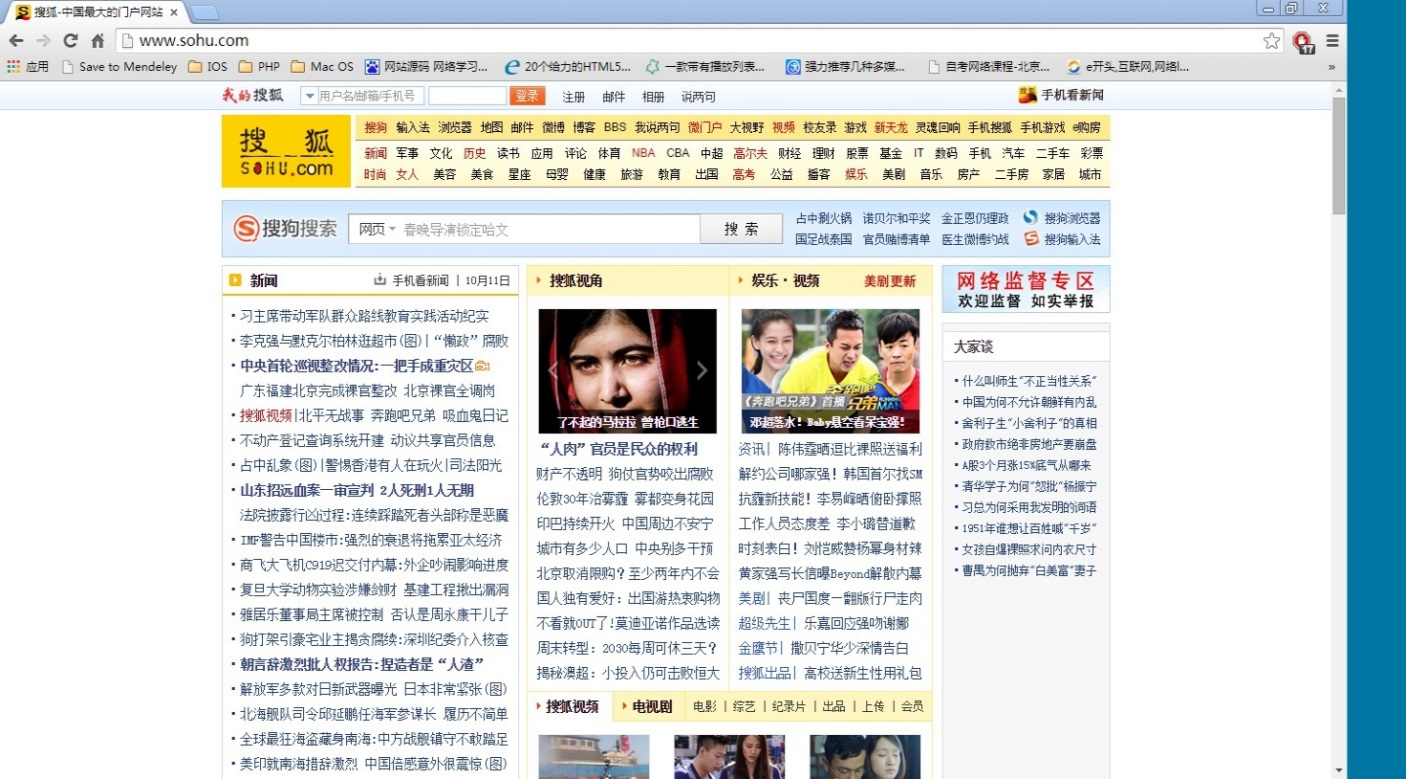 搜狐-中国最大的门户网站
www.sohu.com
17
应用 Save to Mendeley IOS PHP Mac OS 网站源码 网络学习... 20个给力的HTML5... 一款带有播放列表... 强力推荐几种多媒... 自考网络课程-北京... e开头,互联网,网络l... »
我的搜狐 用户名/邮箱/手机号 登录 注册 邮件 相册 说两句 手机看新闻
搜狐
SOHU.com
搜狗 输入法 浏览器 地图 邮件 微博 博客 BBS 我说两句 微门户 大视野 视频 校友录 游戏 新天龙 灵魂回响 手机搜狐 手机游戏 e购房
新闻 军事 文化 历史 读书 应用 评论 体育 NBA CBA 中超 高尔夫 财经 理财 股票 基金 IT 数码 手机 汽车 二手车 彩票
时尚 女人 美容 美食 星座 母婴 健康 旅游 教育 出国 高考 公益 播客 娱乐 美剧 音乐 房产 二手房 家居 城市
搜狗搜索 网页 春晚导演锁定哈文 搜 索
占中涮火锅 诺贝尔和平奖 金正恩仍理政 搜狗浏览器
国足战泰国 官员赌博清单 医生微博约战 搜狗输入法
新闻 手机看新闻 | 10月11日
习主席带动军队群众路线教育实践活动纪实
李克强与默克尔柏林逛超市(图)|“懒政”腐败
中央首轮巡视整改情况:一把手成重灾区
广东福建北京完成裸官整改 北京裸官全调岗
搜狐视频|北平无战事 奔跑吧兄弟 吸血鬼日记
不动产登记查询系统开建 动议共享官员信息
占中乱象(图)|警惕香港有人在玩火|司法阳光
山东招远血案一审宣判 2人死刑1人无期
法院披露行凶过程:连续踩踏死者头部称是恶魔
IMF警告中国楼市:强烈的衰退将拖累亚太经济
商飞大飞机C919迟交付内幕:外企吵闹影响进度
复旦大学动物实验涉嫌敛财 基建工程揪出漏洞
雅居乐董事局主席被控制 否认是周永康干儿子
狗打架引豪宅业主揭贪腐续:深圳纪委介入核查
朝言辞激烈批人权报告:捏造者是“人渣”
解放军多款对日新武器曝光 日本非常紧张(图)
北海舰队司令邱延鹏任海军参谋长 履历不简单
全球最狂海盗藏身南海:中方战舰镇守不敢踏足
美印就南海措辞激烈 中国倍感意外很震惊(图)
搜狐视角
了不起的马拉拉 曾枪口逃生
“人肉”官员是民众的权利
财产不透明 狗仗官势咬出腐败
伦敦30年治雾霾 雾都变身花园
印巴持续开火 中国周边不安宁
城市有多少人口 中央别多干预
北京取消限购？至少两年内不会
国人独有爱好：出国游热衷购物
不看就OUT了!莫迪亚诺作品选读
周末转型：2030每周可休三天？
揭秘澳超：小投入仍可击败恒大
娱乐·视频 美剧更新
《奔跑吧兄弟》首播
兄弟
RUNNING MAN
邓超落水！Baby悬空看呆宝强！
资讯| 陈伟霆晒逗比裸照送福利
解约公司哪家强！韩国首尔找SM
抗霾新技能！李易峰晒俯卧撑照
工作人员态度差 李小璐替道歉
时刻表白！刘恺威赞杨幂身材辣
黄家强写长信曝Beyond解散内幕
美剧| 丧尸国度—翻版行尸走肉
超级先生| 乐嘉回应强吻谢娜
金鹰节| 撒贝宁华少深情告白
搜狐出品| 高校送新生性用礼包
搜狐视频 电视剧 电影 | 综艺 | 纪录片 | 出品 | 上传 | 会员
网络监督专区
欢迎监督 如实举报
大家谈
什么叫师生“不正当性关系”
中国为何不允许朝鲜有内乱
舍利子生“小舍利子”的真相
政府救市绝非房地产要崩盘
A股3个月张15%底气从哪来
清华学子为何“怒批”杨振宁
习总为何采用我发明的词语
1951年谁想让百姓喊“千岁”
女孩自爆裸照求问内衣尺寸
曹禺为何抛弃“白美富”妻子